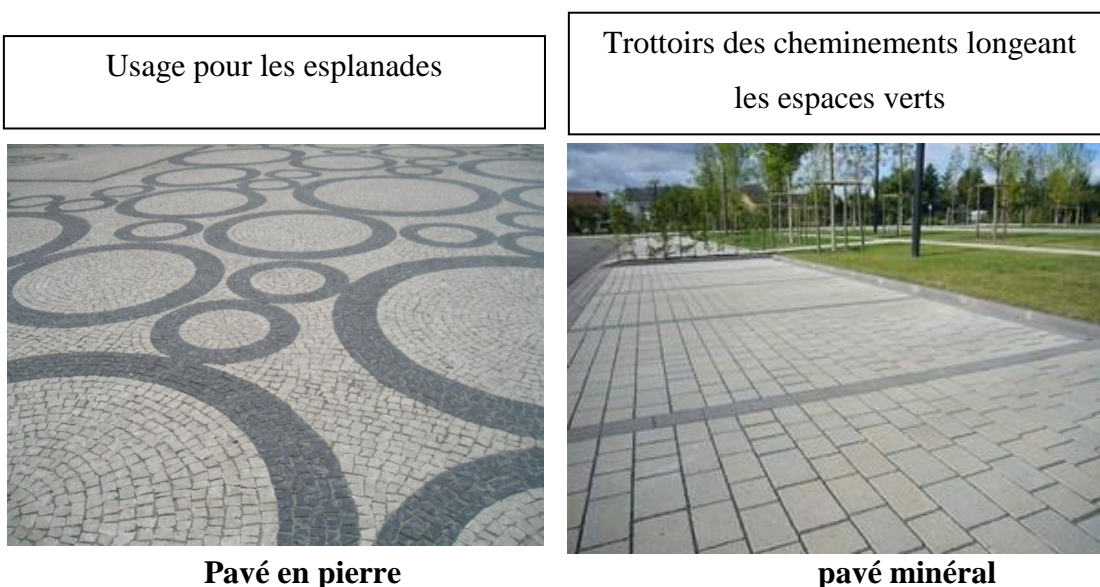 Usage pour les esplanades
Trottoirs des cheminements longeant
les espaces verts
Pavé en pierre
pavé minéral